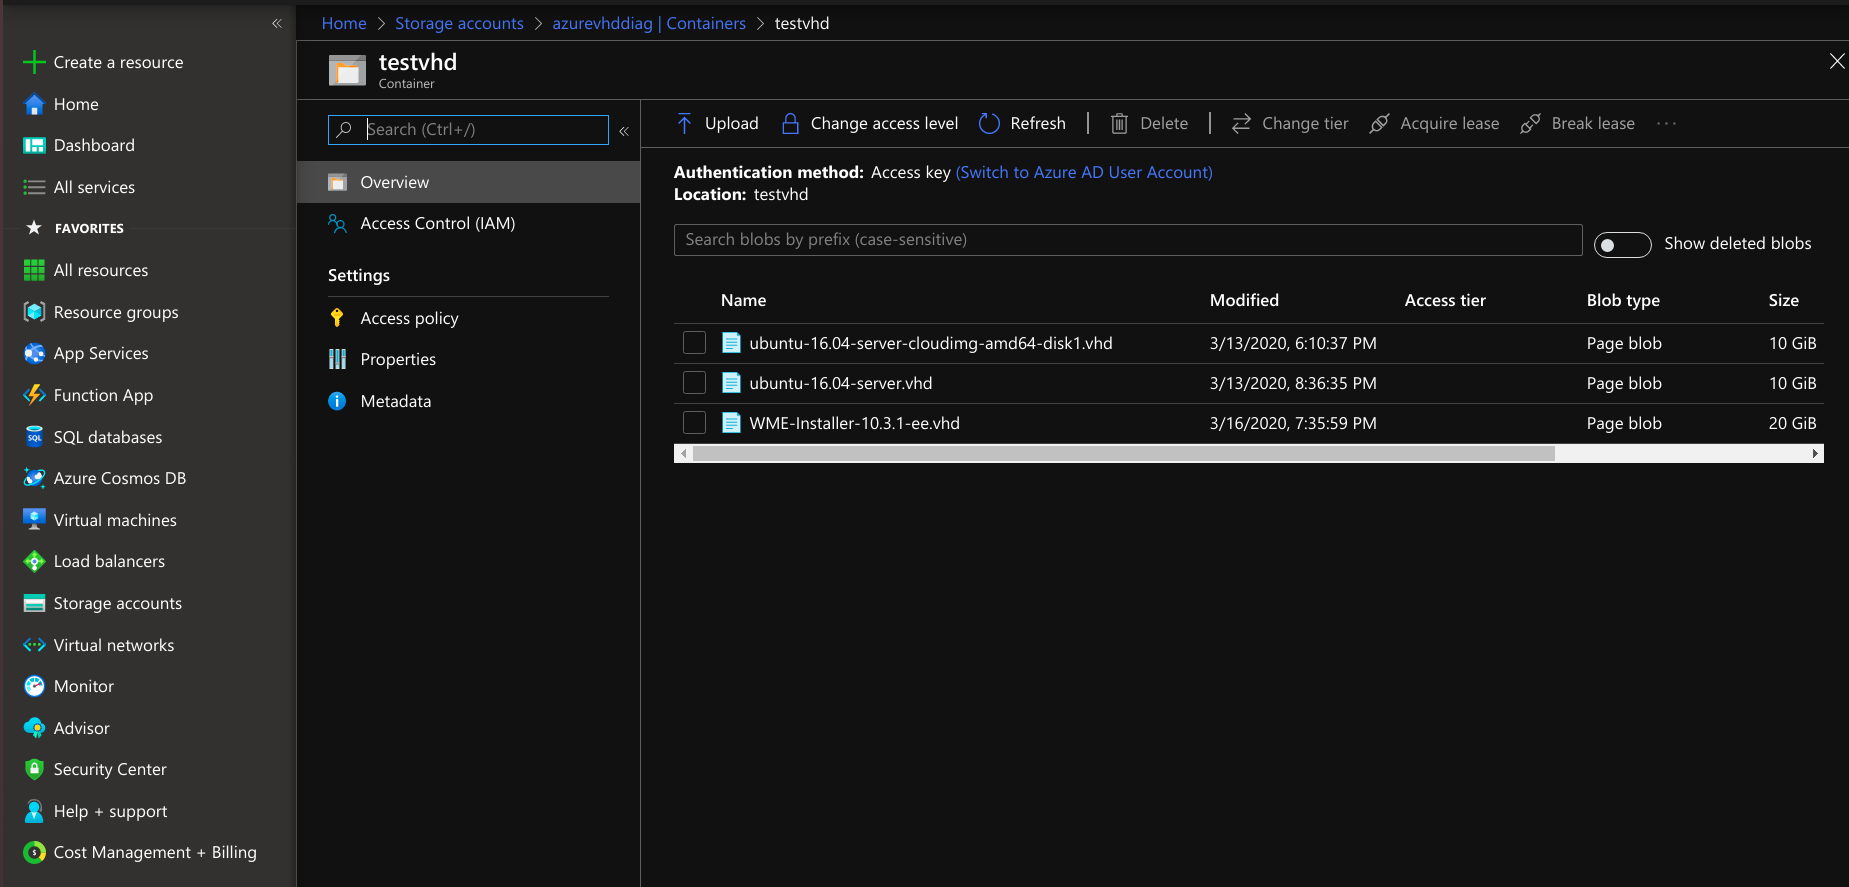 Home > Storage accounts > azurevhddiag | Containers > testvhd
«
Create a resource
Home
Dashboard
All services
FAVORITES
All resources
Resource groups
App Services
Function App
SQL databases
Azure Cosmos DB
Virtual machines
Load balancers
Storage accounts
Virtual networks
Monitor
Advisor
Security Center
Help + support
Cost Management + Billing
testvhd
Container
Search (Ctrl+/)
«
Overview
Access Control (IAM)
Settings
Access policy
Properties
Metadata
Upload Change access level Refresh | Delete | Change tier Acquire lease Break lease ...
Authentication method: Access key (Switch to Azure AD User Account)
Location: testvhd
Search blobs by prefix (case-sensitive) Show deleted blobs
Name Modified Access tier Blob type Size
ubuntu-16.04-server-cloudimg-amd64-disk1.vhd 3/13/2020, 6:10:37 PM Page blob 10 GiB
ubuntu-16.04-server.vhd 3/13/2020, 8:36:35 PM Page blob 10 GiB
WME-Installer-10.3.1-ee.vhd 3/16/2020, 7:35:59 PM Page blob 20 GiB